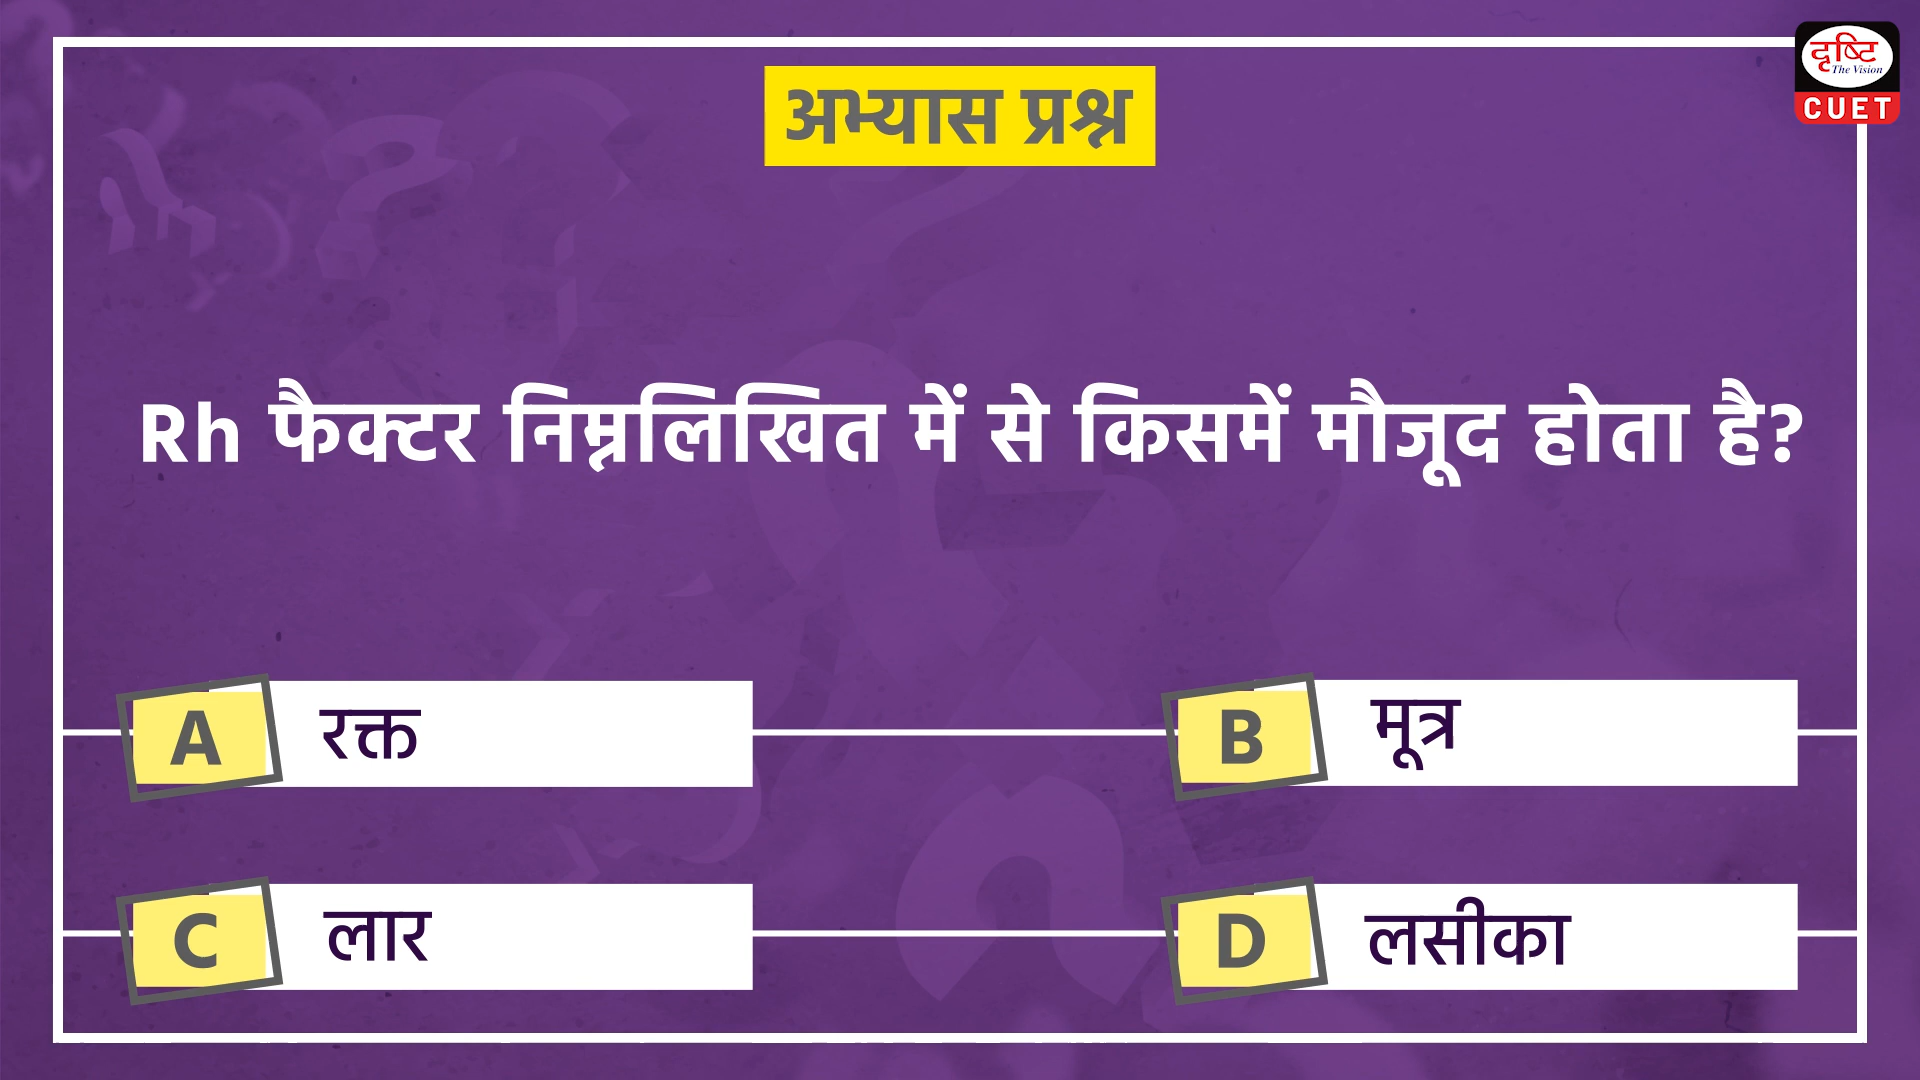 दृष्टि
The Vision
CUET
अभ्यास प्रश्न
Rh फैक्टर निम्नलिखित में से किसमें मौजूद होता है?
A रक्त
B मूत्र
C लार
D लसीका